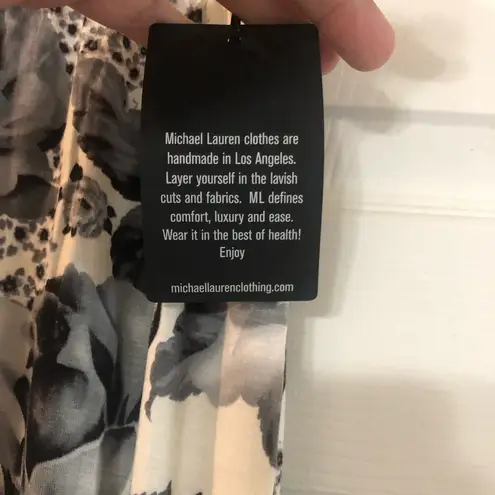 Michael Lauren clothes are
handmade in Los Angeles.
Layer yourself in the lavish
cuts and fabrics. ML defines
comfort, luxury and ease.
Wear it in the best of health!
Enjoy
michaellaurenclothing.com